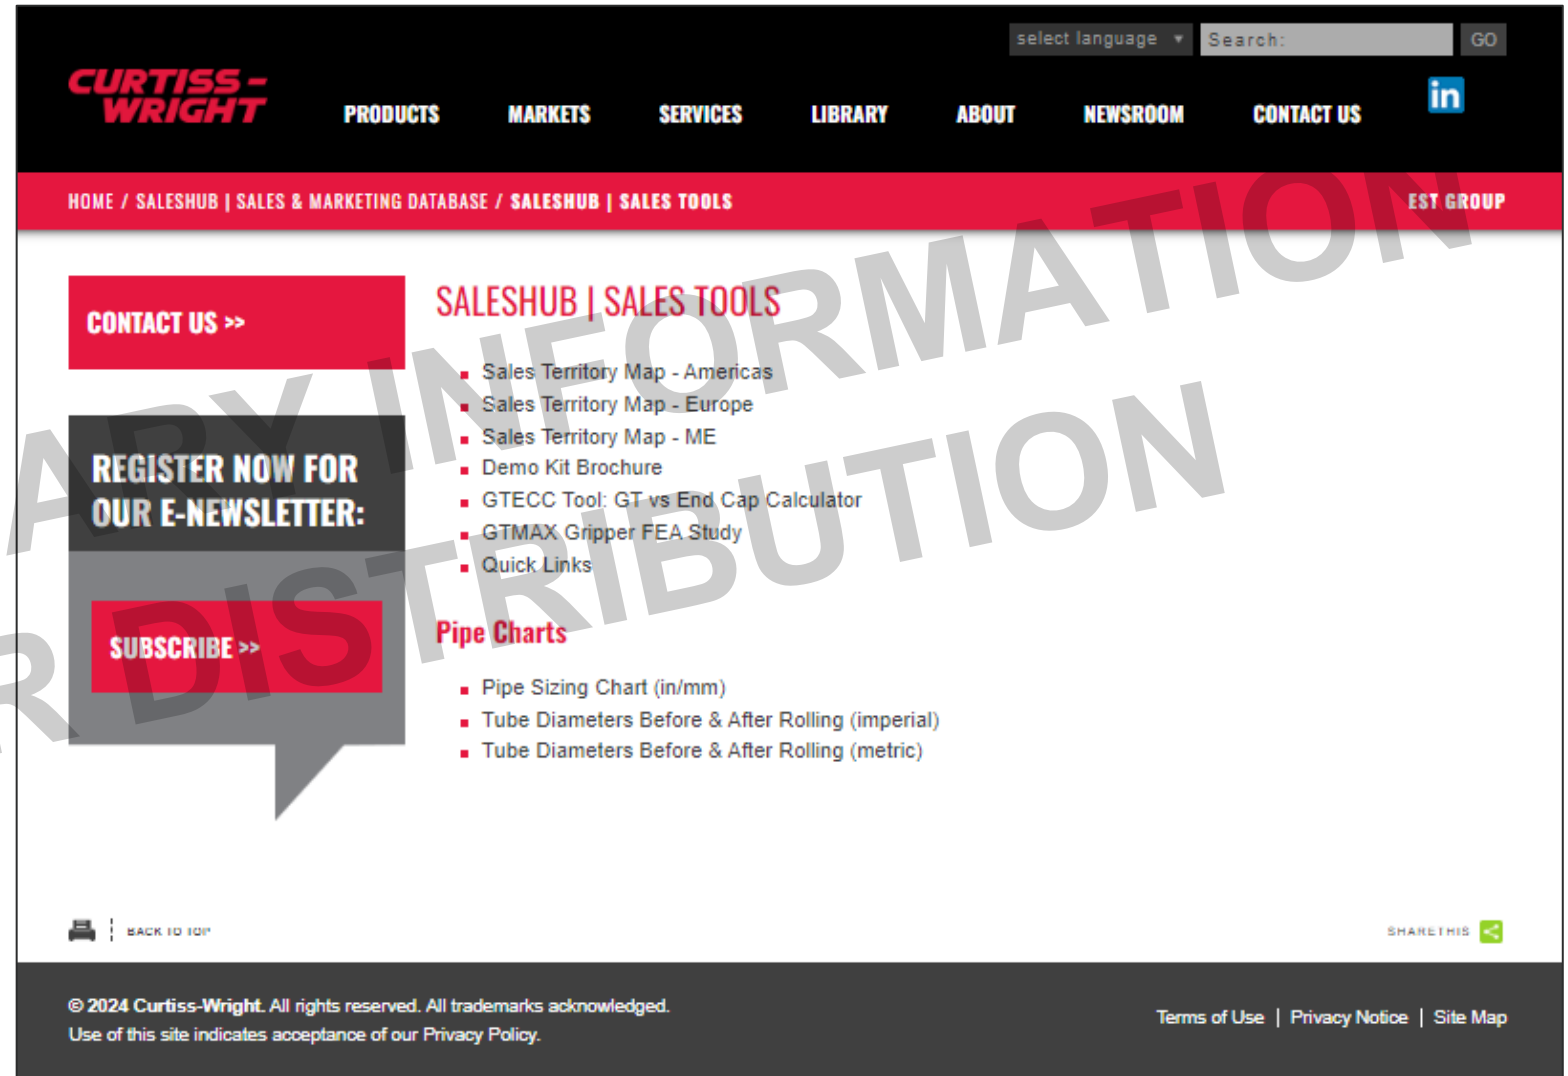 select language
Search:
GO
CURTISS-
WRIGHT
PRODUCTS
MARKETS
SERVICES
LIBRARY
ABOUT
NEWSROOM
CONTACT US
in
HOME / SALESHUB | SALES & MARKETING DATABASE / SALESHUB | SALES TOOLS
EST GROUP
CONTACT US >>
REGISTER NOW FOR
OUR E-NEWSLETTER:
SUBSCRIBE >>
SALESHUB | SALES TOOLS
Sales Territory Map - Americas
Sales Territory Map - Europe
Sales Territory Map - ME
Demo Kit Brochure
GTECC Tool: GT vs End Cap Calculator
GTMAX Gripper FEA Study
Quick Links
Pipe Charts
Pipe Sizing Chart (in/mm)
Tube Diameters Before & After Rolling (imperial)
Tube Diameters Before & After Rolling (metric)
ARY INFORMATION
R DISTRIBUTION
BACK TO TOP
SHARETHIS
© 2024 Curtiss-Wright. All rights reserved. All trademarks acknowledged.
Use of this site indicates acceptance of our Privacy Policy.
Terms of Use | Privacy Notice | Site Map